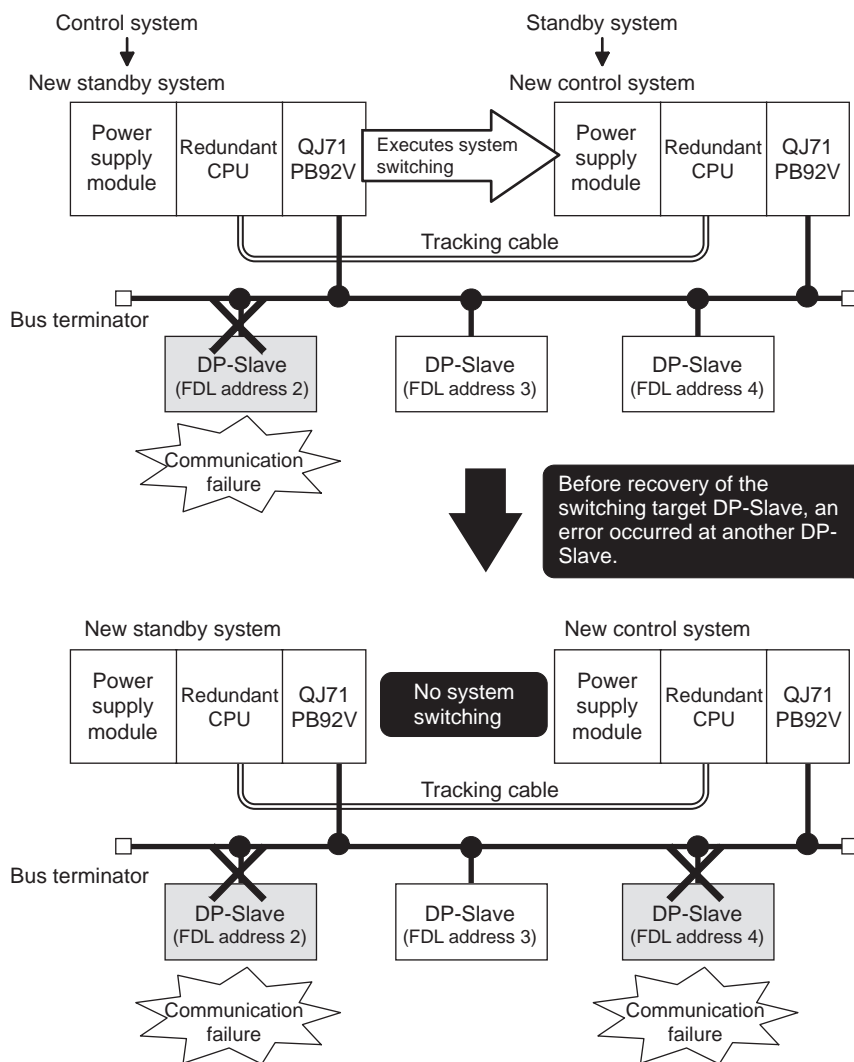 Control system
Standby system
New standby system
New control system
Power
supply
module
Redundant
CPU
QJ71
PB92V
Executes system
switching
Power
supply
module
Redundant
CPU
QJ71
PB92V
Tracking cable
Bus terminator
DP-Slave
(FDL address 2)
DP-Slave
(FDL address 3)
DP-Slave
(FDL address 4)
Communication
failure
Before recovery of the
switching target DP-Slave, an
error occurred at another DP-
Slave.
New standby system
New control system
Power
supply
module
Redundant
CPU
QJ71
PB92V
No system
switching
Power
supply
module
Redundant
CPU
QJ71
PB92V
Tracking cable
Bus terminator
DP-Slave
(FDL address 2)
DP-Slave
(FDL address 3)
DP-Slave
(FDL address 4)
Communication
failure
Communication
failure